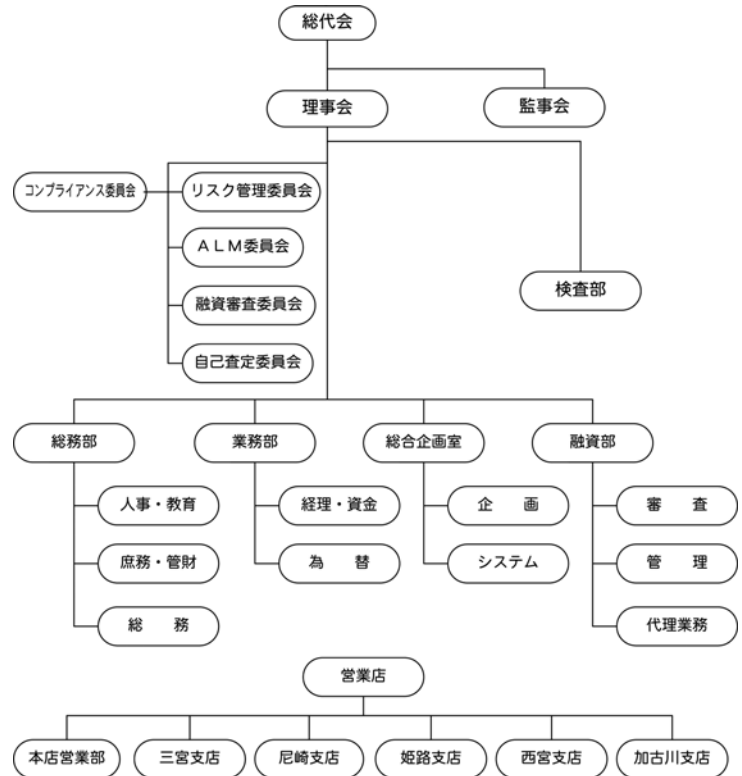 総代会
理事会
監事会
コンプライアンス委員会
リスク管理委員会
ＡＬＭ委員会
融資審査委員会
自己査定委員会
検査部
総務部
業務部
総合企画室
融資部
人事・教育
経理・資金
企　画
審　査
庶務・管財
為　替
システム
管　理
総　務
代理業務
営業店
本店営業部
三宮支店
尼崎支店
姫路支店
西宮支店
加古川支店